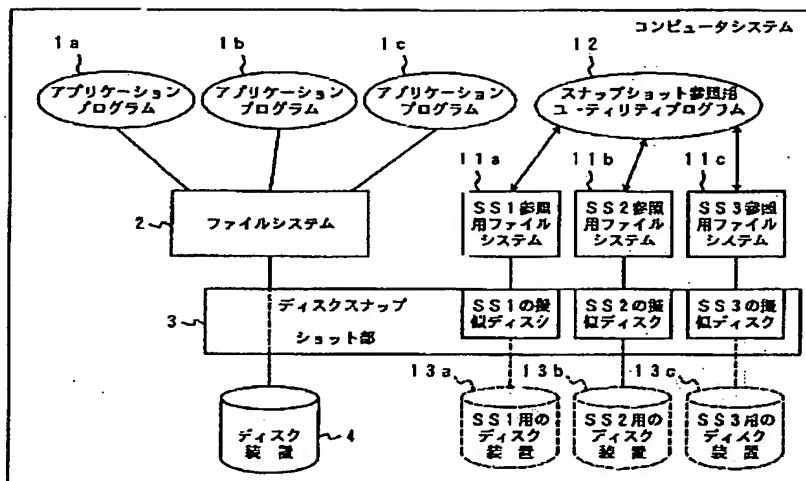 コンピュータシステム
1a
1b
1c
12
アプリケーション
プログラム
アプリケーション
プログラム
アプリケーション
プログラム
スナップショット参照用
ユーティリティプログラム
11a
11b
11c
2
ファイルシステム
SS1参照
用ファイル
システム
SS2参照
用ファイル
システム
SS3参照
用ファイル
システム
3
ディスクスナップ
ショット部
SS1の擬
似ディスク
SS2の擬
似ディスク
SS3の擬
似ディスク
13a
13b
13c
ディスク
装置
4
SS1用の
ディスク
装置
SS2用の
ディスク
装置
SS3用の
ディスク
装置